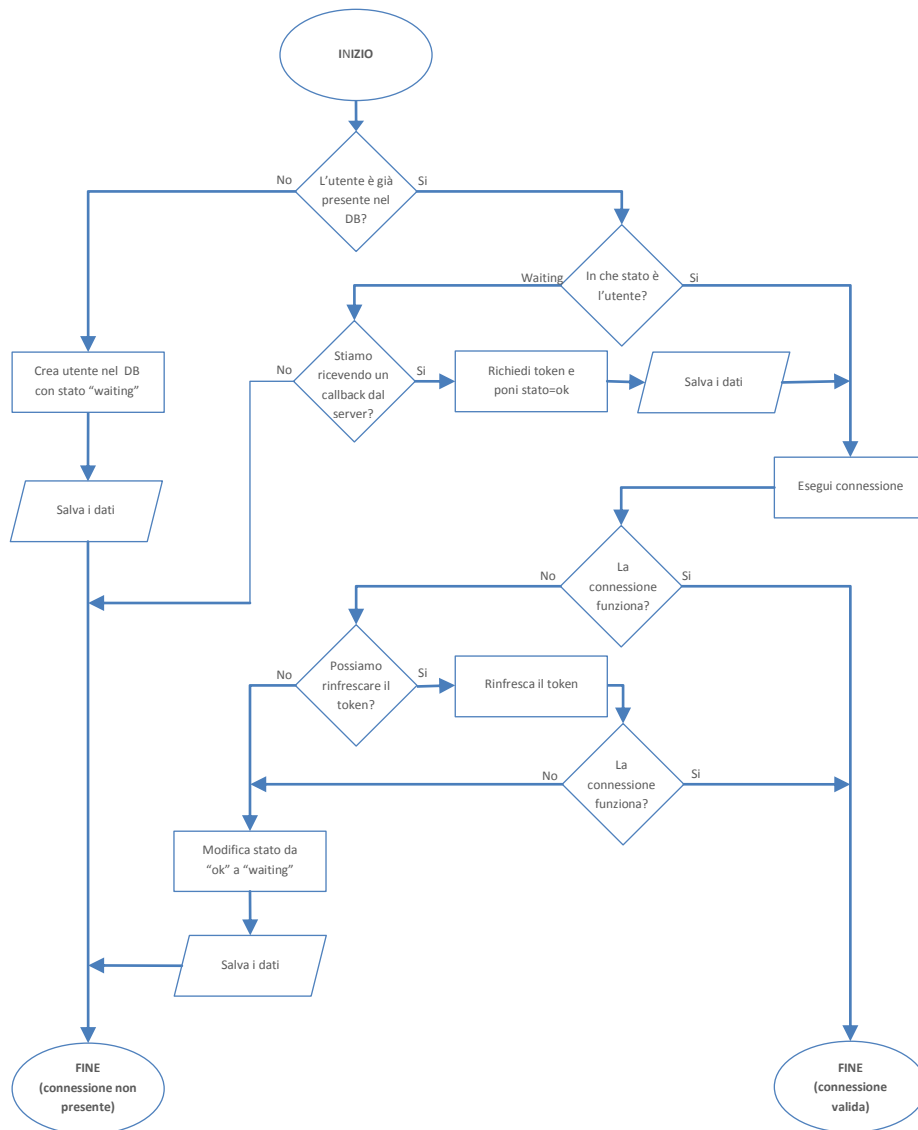 INIZIO
No
L'utente è già
presente nel
DB?
Si
Waiting
In che stato è
l'utente?
Si
Crea utente nel DB
con stato "waiting"
No
Stiamo
ricevendo un
callback dal
server?
Si
Richiedi token e
poni stato=ok
Salva i dati
Esegui connessione
Salva i dati
No
La
connessione
funziona?
Si
No
Possiamo
rinfrescare il
token?
Si
Rinfresca il token
No
La
connessione
funziona?
Si
Modifica stato da
"ok" a "waiting"
Salva i dati
FINE
(connessione non
presente)
FINE
(connessione
valida)